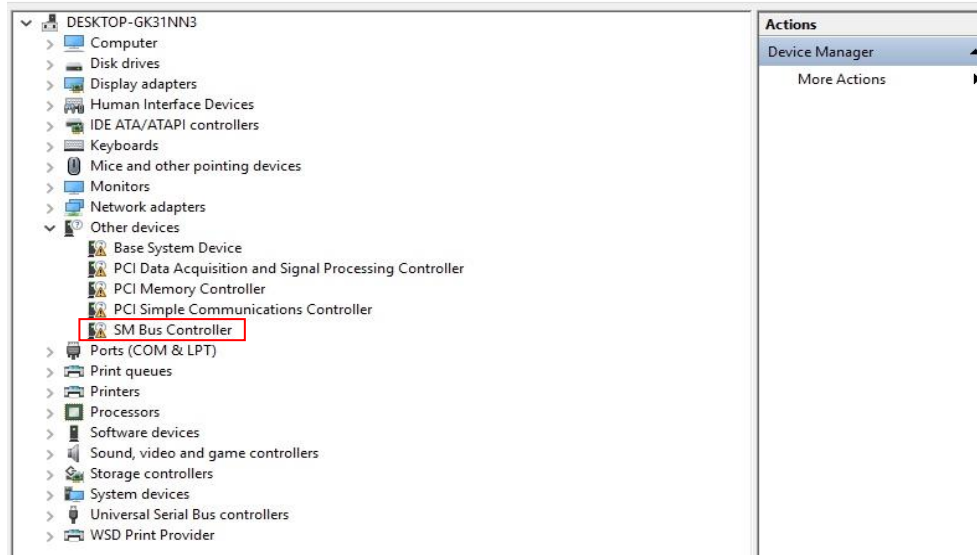 DESKTOP-GK31NN3
Computer
Disk drives
Display adapters
Human Interface Devices
IDE ATA/ATAPI controllers
Keyboards
Mice and other pointing devices
Monitors
Network adapters
Other devices
Base System Device
PCI Data Acquisition and Signal Processing Controller
PCI Memory Controller
PCI Simple Communications Controller
SM Bus Controller
Ports (COM & LPT)
Print queues
Printers
Processors
Software devices
Sound, video and game controllers
Storage controllers
System devices
Universal Serial Bus controllers
WSD Print Provider
Actions
Device Manager
More Actions